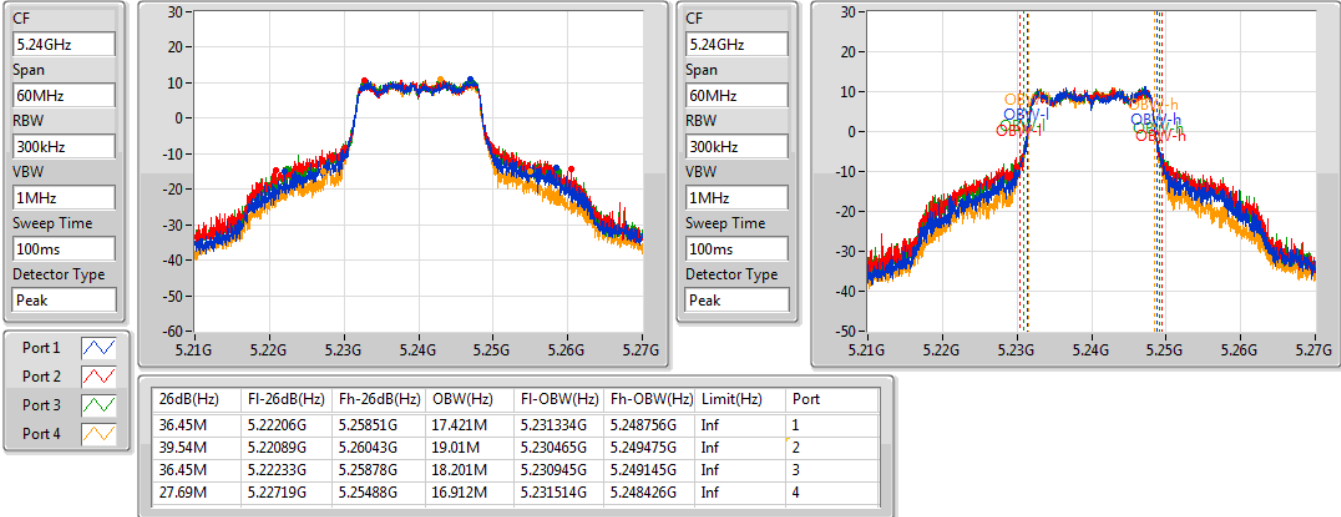 CF
5.24GHz
Span
60MHz
RBW
300kHz
VBW
1MHz
Sweep Time
100ms
Detector Type
Peak
30
20
10
0
-10
-20
-30
-40
-50
-60
5.21G 5.22G 5.23G 5.24G 5.25G 5.26G 5.27G
CF
5.24GHz
Span
60MHz
RBW
300kHz
VBW
1MHz
Sweep Time
100ms
Detector Type
Peak
30
20
10
0
-10
-20
-30
-40
-50
OBW-l
OBW-h
OBW-h
OBW-h
5.21G 5.22G 5.23G 5.24G 5.25G 5.26G 5.27G
Port 1
Port 2
Port 3
Port 4
26dB(Hz) Fl-26dB(Hz) Fh-26dB(Hz) OBW(Hz) Fl-OBW(Hz) Fh-OBW(Hz) Limit(Hz) Port
36.45M 5.22206G 5.25851G 17.421M 5.231334G 5.248756G Inf 1
39.54M 5.22089G 5.26043G 19.01M 5.230465G 5.249475G Inf 2
36.45M 5.22233G 5.25878G 18.201M 5.230945G 5.249145G Inf 3
27.69M 5.22719G 5.25488G 16.912M 5.231514G 5.248426G Inf 4